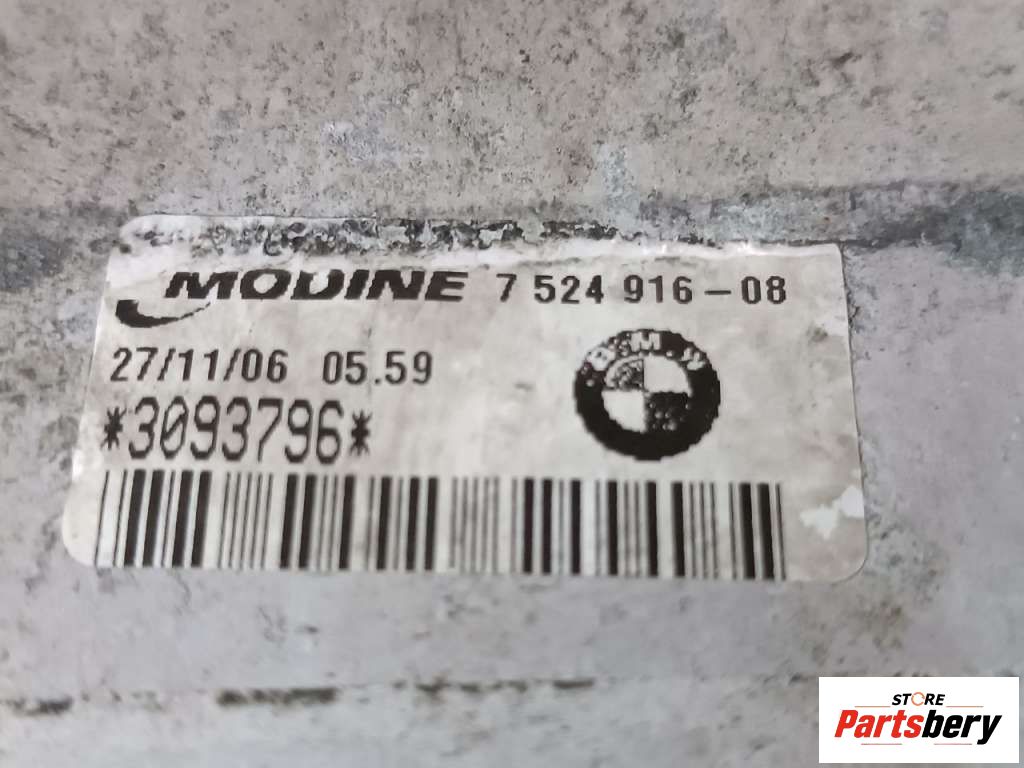 MODINE 7 524 916-08
27/11/06 05.59
BMW
*3093796*
STORE
Partsbery